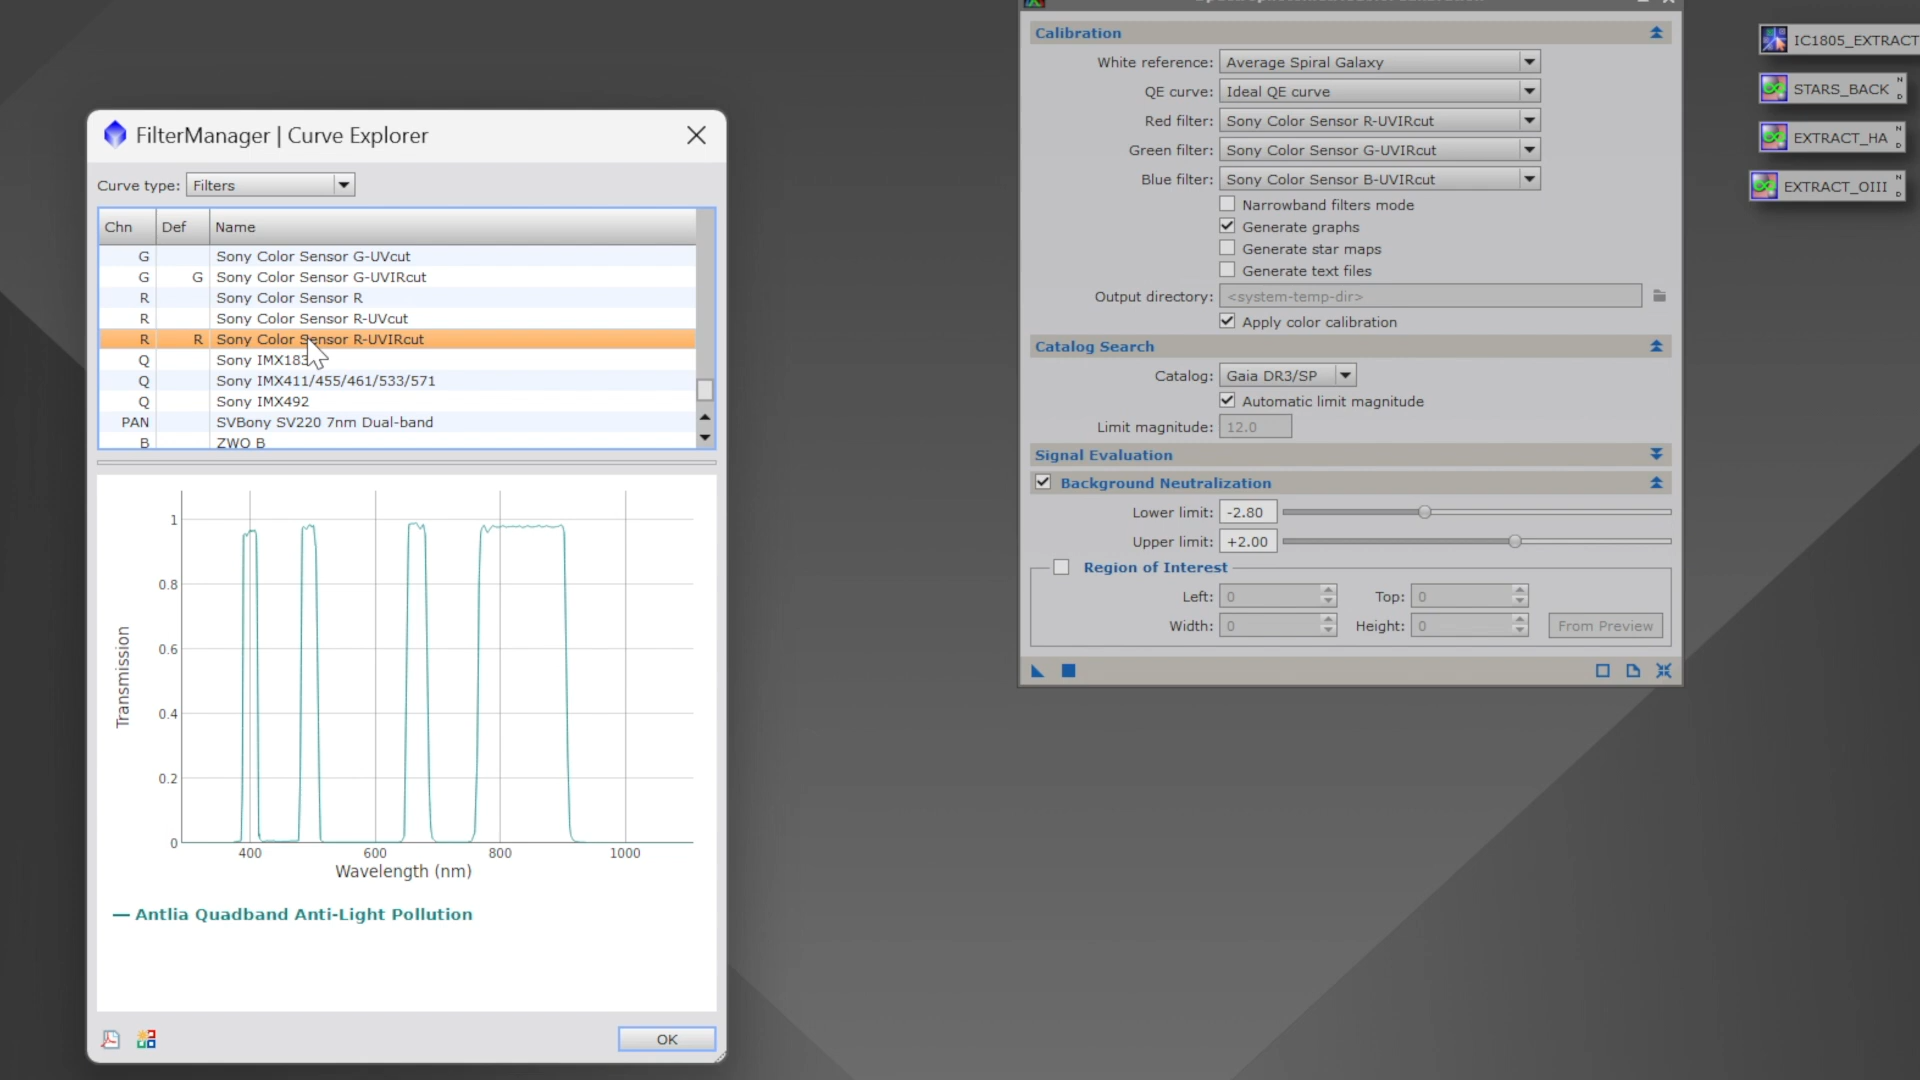 FilterManager | Curve Explorer
Curve type: Filters
Chn Def Name
G Sony Color Sensor G-UVcut
G G Sony Color Sensor G-UVIRcut
R Sony Color Sensor R
R Sony Color Sensor R-UVcut
R R Sony Color Sensor R-UVIRcut
Q Sony IMX183
Q Sony IMX411/455/461/533/571
Q Sony IMX492
PAN SVBony SV220 7nm Dual-band
B ZWO B
1
0.8
0.6
0.4
0.2
0
Transmission
400 600 800 1000
Wavelength (nm)
Antlia Quadband Anti-Light Pollution
OK
Calibration
White reference: Average Spiral Galaxy
QE curve: Ideal QE curve
Red filter: Sony Color Sensor R-UVIRcut
Green filter: Sony Color Sensor G-UVIRcut
Blue filter: Sony Color Sensor B-UVIRcut
Narrowband filters mode
Generate graphs
Generate star maps
Generate text files
Output directory: <system-temp-dir>
Apply color calibration
Catalog Search
Catalog: Gaia DR3/SP
Automatic limit magnitude
Limit magnitude: 12.0
Signal Evaluation
Background Neutralization
Lower limit: -2.80
Upper limit: +2.00
Region of Interest
Left: 0 Top: 0
Width: 0 Height: 0 From Preview
IC1805_EXTRACT
STARS_BACK N D
EXTRACT_HA N D
EXTRACT_OIII N D